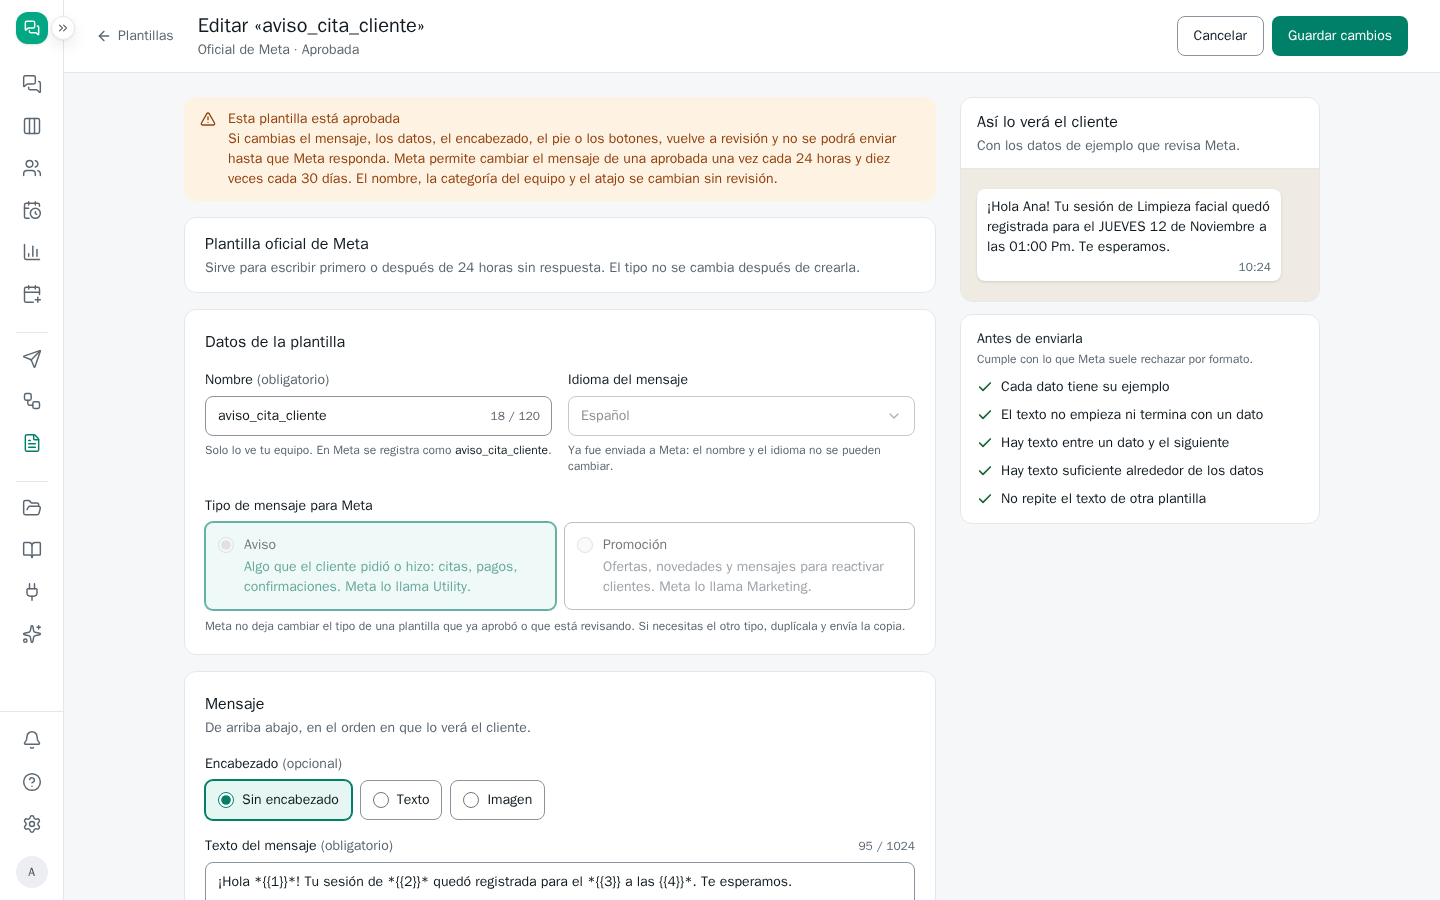 Plantillas
Editar «aviso_cita_cliente»
Oficial de Meta · Aprobada
Cancelar
Guardar cambios
Esta plantilla está aprobada
Si cambias el mensaje, los datos, el encabezado, el pie o los botones, vuelve a revisión y no se podrá enviar
hasta que Meta responda. Meta permite cambiar el mensaje de una aprobada una vez cada 24 horas y diez
veces cada 30 días. El nombre, la categoría del equipo y el atajo se cambian sin revisión.
Plantilla oficial de Meta
Sirve para escribir primero o después de 24 horas sin respuesta. El tipo no se cambia después de crearla.
Datos de la plantilla
Nombre (obligatorio)
aviso_cita_cliente
18 / 120
Solo lo ve tu equipo. En Meta se registra como aviso_cita_cliente.
Idioma del mensaje
Español
Ya fue enviada a Meta: el nombre y el idioma no se pueden
cambiar.
Tipo de mensaje para Meta
Aviso
Algo que el cliente pidió o hizo: citas, pagos,
confirmaciones. Meta lo llama Utility.
Promoción
Ofertas, novedades y mensajes para reactivar
clientes. Meta lo llama Marketing.
Meta no deja cambiar el tipo de una plantilla que ya aprobó o que está revisando. Si necesitas el otro tipo, duplícala y envía la copia.
Mensaje
De arriba abajo, en el orden en que lo verá el cliente.
Encabezado (opcional)
Sin encabezado
Texto
Imagen
Texto del mensaje (obligatorio)
95 / 1024
¡Hola *{{1}}*! Tu sesión de *{{2}}* quedó registrada para el *{{3}} a las {{4}}*. Te esperamos.
Así lo verá el cliente
Con los datos de ejemplo que revisa Meta.
¡Hola Ana! Tu sesión de Limpieza facial quedó
registrada para el JUEVES 12 de Noviembre a
las 01:00 Pm. Te esperamos.
10:24
Antes de enviarla
Cumple con lo que Meta suele rechazar por formato.
Cada dato tiene su ejemplo
El texto no empieza ni termina con un dato
Hay texto entre un dato y el siguiente
Hay texto suficiente alrededor de los datos
No repite el texto de otra plantilla
A